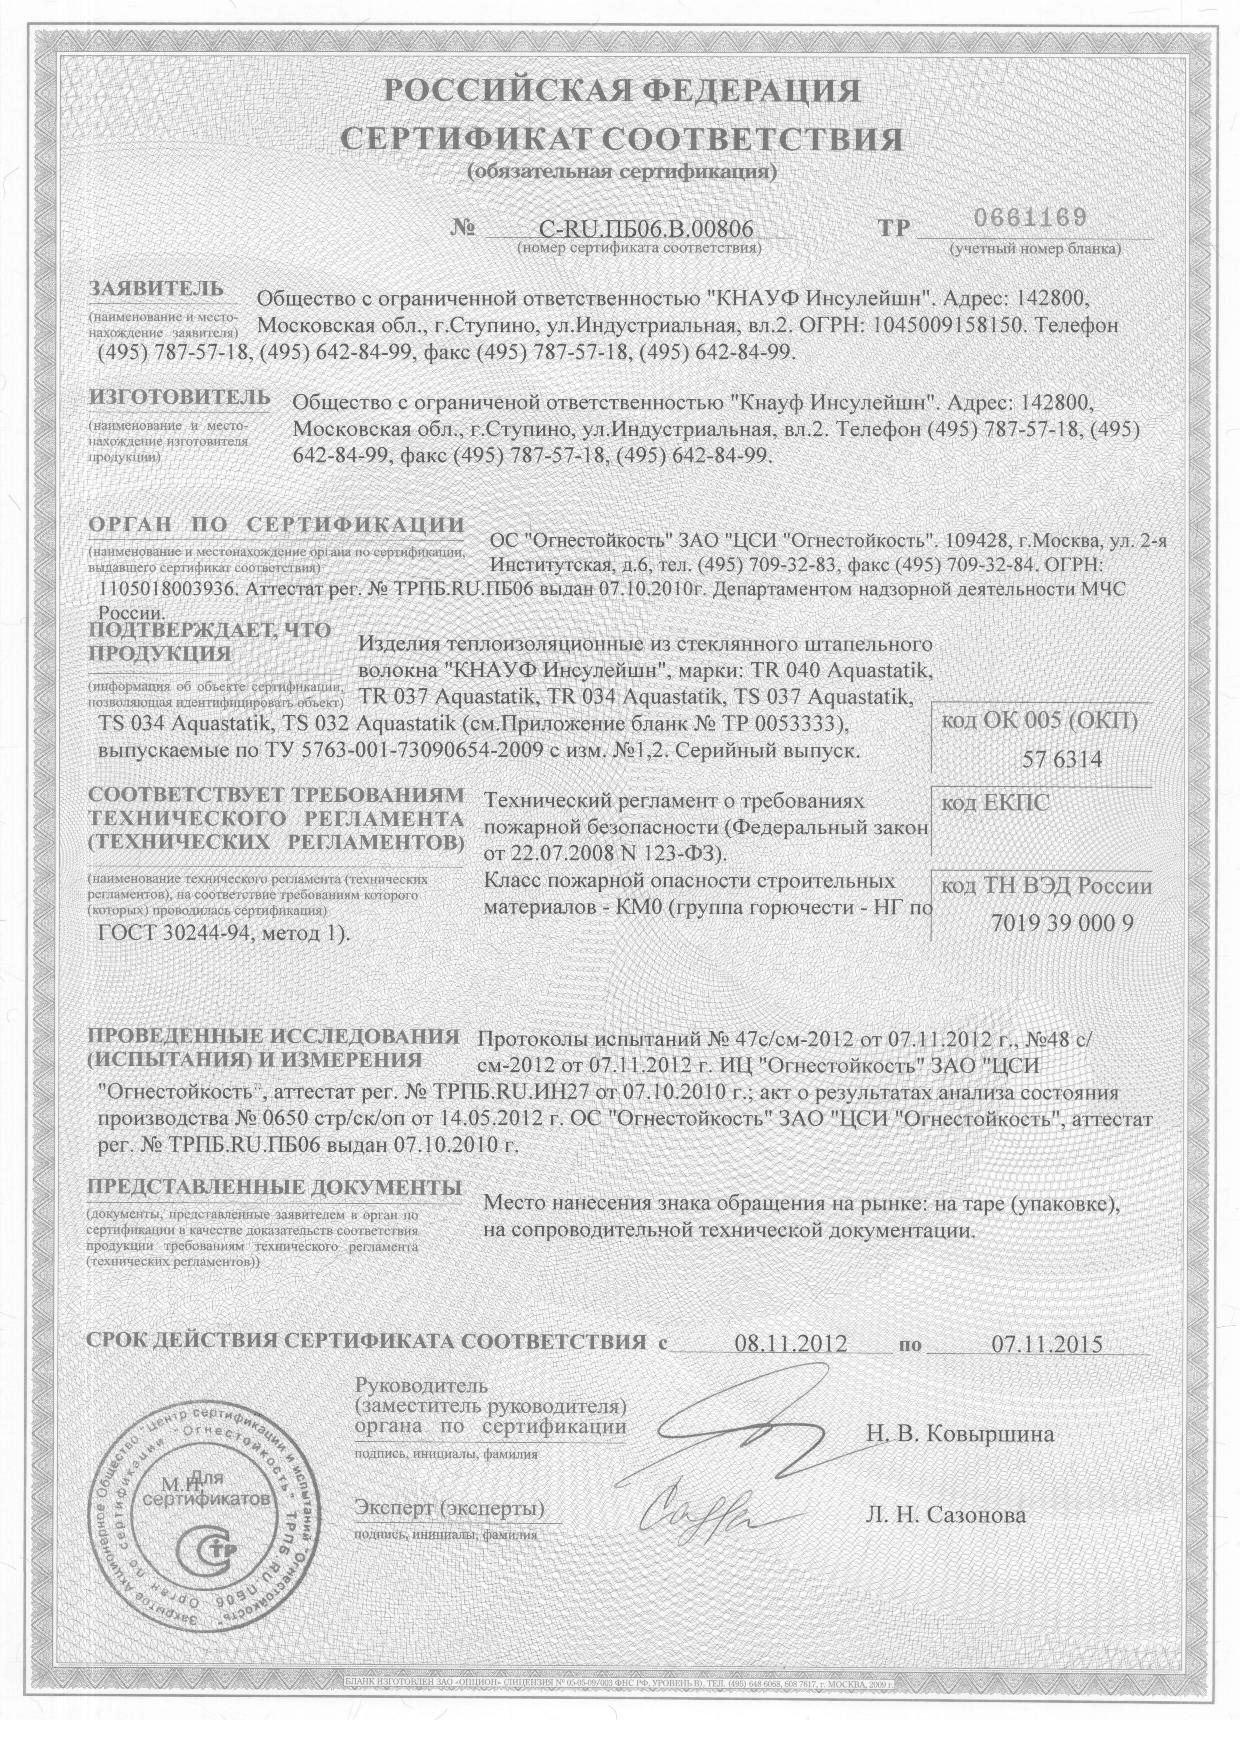 РОССИЙСКАЯ ФЕДЕРАЦИЯ
СЕРТИФИКАТ СООТВЕТСТВИЯ
(обязательная сертификация)
№ C-RU.ПБ06.В.00806 ТР 0661169
(номер сертификата соответствия) (учетный номер бланка)
ЗАЯВИТЕЛЬ
(наименование и место-
нахождение заявителя)
Общество с ограниченной ответственностью "КНАУФ Инсулейшн". Адрес: 142800,
Московская обл., г.Ступино, ул.Индустриальная, вл.2. ОГРН: 1045009158150. Телефон
(495) 787-57-18, (495) 642-84-99, факс (495) 787-57-18, (495) 642-84-99.
ИЗГОТОВИТЕЛЬ
(наименование и место-
нахождение изготовителя
продукции)
Общество с ограниченой ответственностью "Кнауф Инсулейшн". Адрес: 142800,
Московская обл., г.Ступино, ул.Индустриальная, вл.2. Телефон (495) 787-57-18, (495)
642-84-99, факс (495) 787-57-18, (495) 642-84-99.
ОРГАН ПО СЕРТИФИКАЦИИ
(наименование и местонахождение органа по сертификации,
выдавшего сертификат соответствия)
ОС "Огнестойкость" ЗАО "ЦСИ "Огнестойкость". 109428, г.Москва, ул. 2-я
Институтская, д.6, тел. (495) 709-32-83, факс (495) 709-32-84. ОГРН:
1105018003936. Аттестат рег. № ТРПБ.RU.ПБ06 выдан 07.10.2010г. Департаментом надзорной деятельности МЧС
России.
ПОДТВЕРЖДАЕТ, ЧТО
ПРОДУКЦИЯ
(информация об объекте сертификации,
позволяющая идентифицировать объект)
Изделия теплоизоляционные из стеклянного штапельного
волокна "КНАУФ Инсулейшн", марки: TR 040 Aquastatik,
TR 037 Aquastatik, TR 034 Aquastatik, TS 037 Aquastatik,
TS 034 Aquastatik, TS 032 Aquastatik (см.Приложение бланк № ТР 0053333),
выпускаемые по ТУ 5763-001-73090654-2009 с изм. №1,2. Серийный выпуск.
код ОК 005 (ОКП)
57 6314
СООТВЕТСТВУЕТ ТРЕБОВАНИЯМ
ТЕХНИЧЕСКОГО РЕГЛАМЕНТА
(ТЕХНИЧЕСКИХ РЕГЛАМЕНТОВ)
(наименование технического регламента (технических
регламентов), на соответствие требованиям которого
(которых) проводилась сертификация)
Технический регламент о требованиях
пожарной безопасности (Федеральный закон
от 22.07.2008 N 123-ФЗ).
Класс пожарной опасности строительных
материалов - КМ0 (группа горючести - НГ по
ГОСТ 30244-94, метод 1).
код ЕКПС
код ТН ВЭД России
7019 39 000 9
ПРОВЕДЕННЫЕ ИССЛЕДОВАНИЯ
(ИСПЫТАНИЯ) И ИЗМЕРЕНИЯ
Протоколы испытаний № 47с/см-2012 от 07.11.2012 г., №48 с/
см-2012 от 07.11.2012 г. ИЦ "Огнестойкость" ЗАО "ЦСИ
"Огнестойкость", аттестат рег. № ТРПБ.RU.ИН27 от 07.10.2010 г.; акт о результатах анализа состояния
производства № 0650 стр/ск/оп от 14.05.2012 г. ОС "Огнестойкость" ЗАО "ЦСИ "Огнестойкость", аттестат
рег. № ТРПБ.RU.ПБ06 выдан 07.10.2010 г.
ПРЕДСТАВЛЕННЫЕ ДОКУМЕНТЫ
(документы, представленные заявителем в орган по
сертификации в качестве доказательств соответствия
продукции требованиям технического регламента
(технических регламентов))
Место нанесения знака обращения на рынке: на таре (упаковке),
на сопроводительной технической документации.
СРОК ДЕЙСТВИЯ СЕРТИФИКАТА СООТВЕТСТВИЯ с 08.11.2012 по 07.11.2015
Руководитель
(заместитель руководителя)
органа по сертификации
подпись, инициалы, фамилия
Н. В. Ковыршина
Эксперт (эксперты)
подпись, инициалы, фамилия
Л. Н. Сазонова
М.П.
Закрытое Акционерное Общество "Центр сертификации и испытаний "Огнестойкость"
Орган по сертификации "Огнестойкость" ТРПБ.RU.ПБ06
Для
сертификатов
БЛАНК ИЗГОТОВЛЕН ЗАО «ОПЦИОН» (ЛИЦЕНЗИЯ № 05-05-09/003 ФНС РФ, УРОВЕНЬ В), ТЕЛ. (495) 648 6068, 608 7617, г. МОСКВА, 2009 г.